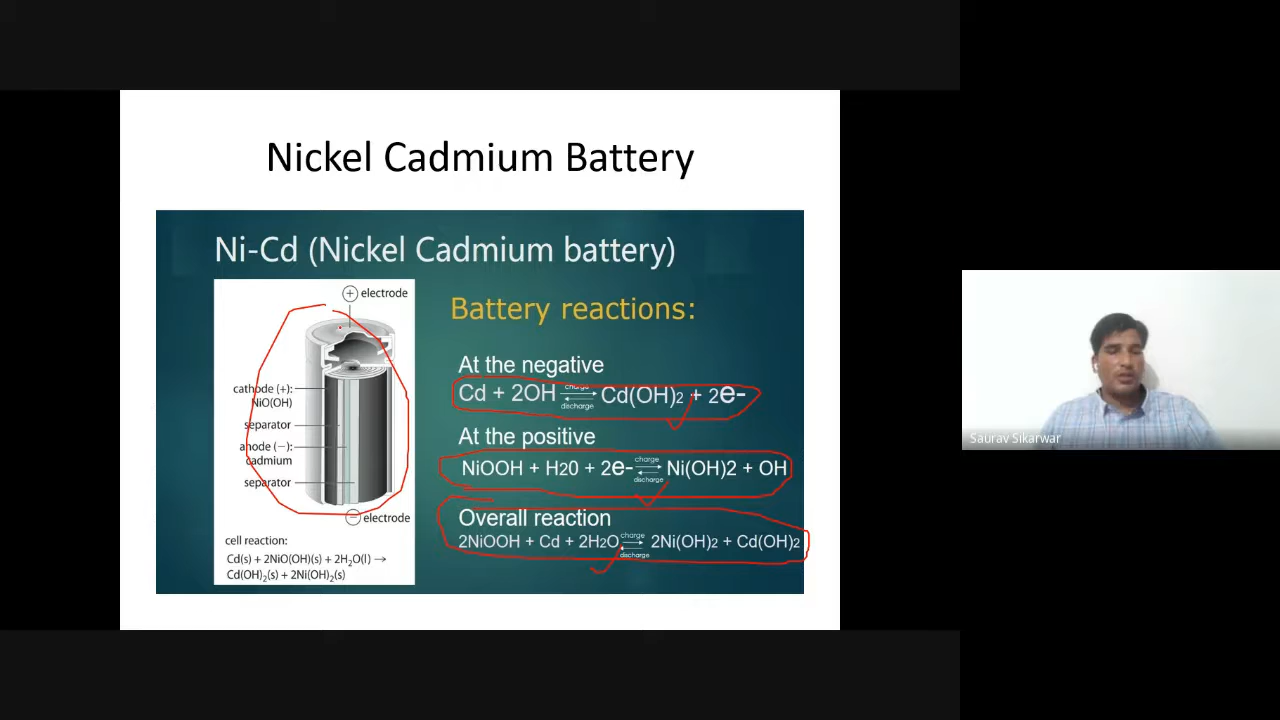 Nickel Cadmium Battery
Ni-Cd (Nickel Cadmium battery)
+ electrode
cathode (+):
NiO(OH)
separator
anode (−):
cadmium
separator
− electrode
cell reaction:
Cd(s) + 2NiO(OH)(s) + 2H₂O(l) →
Cd(OH)₂(s) + 2Ni(OH)₂(s)
Battery reactions:
At the negative
Cd + 2OH charge discharge Cd(OH)2 + 2e-
At the positive
NiOOH + H20 + 2e- charge discharge Ni(OH)2 + OH
Overall reaction
2NiOOH + Cd + 2H2O charge discharge 2Ni(OH)2 + Cd(OH)2
Saurav Sikarwar